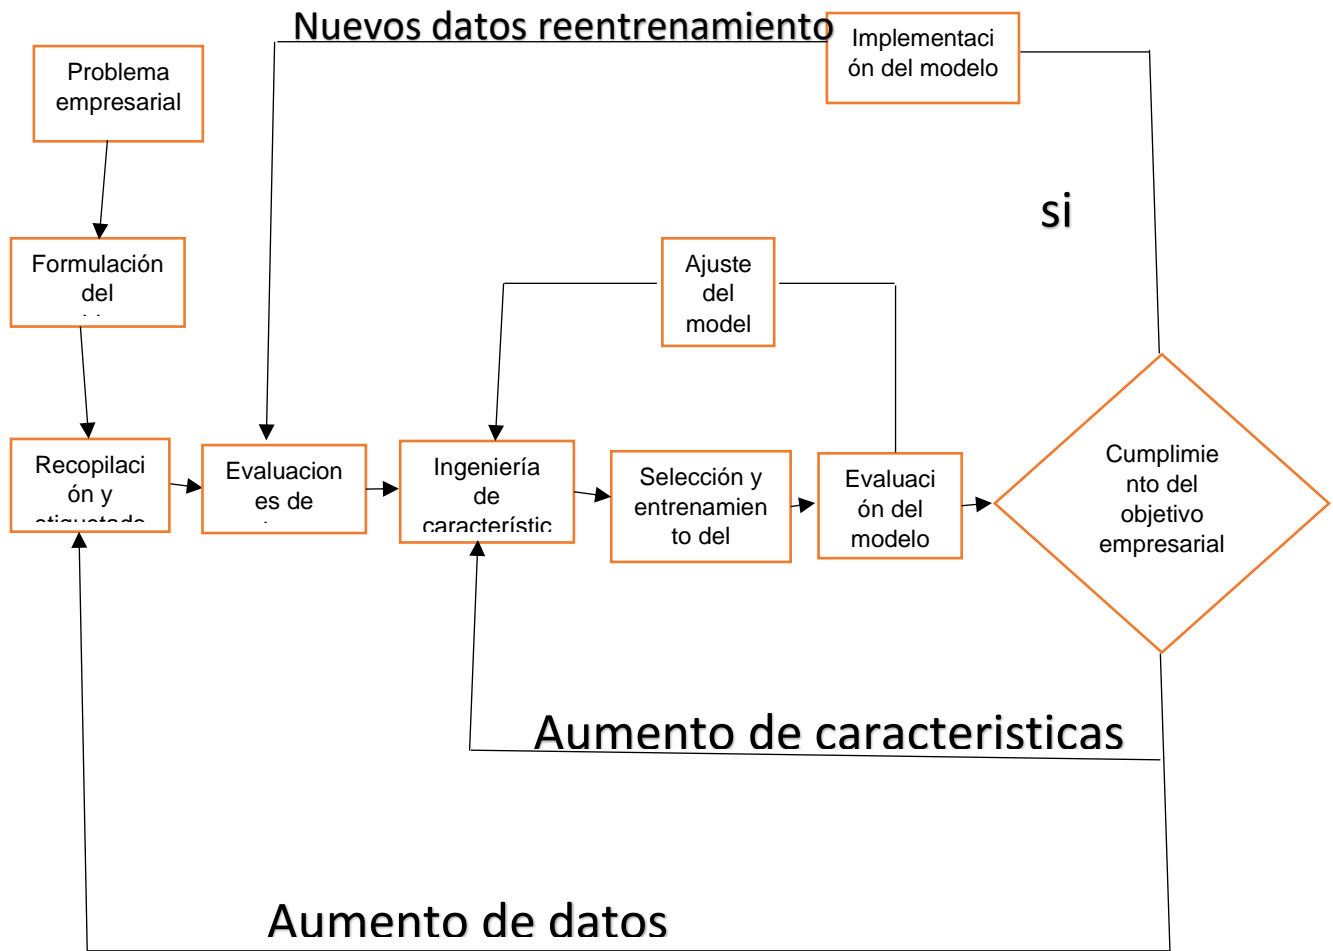 Nuevos datos reentrenamiento
Implementaci
ón del modelo
Problema
empresarial
si
Formulación
del
Ajuste
del
model
Recopilaci
ón y
etiquetado
Evaluacion
es de
Ingeniería
de
característic
Selección y
entrenamien
to del
Evaluaci
ón del
modelo
Cumplimie
nto del
objetivo
empresarial
Aumento de caracteristicas
Aumento de datos